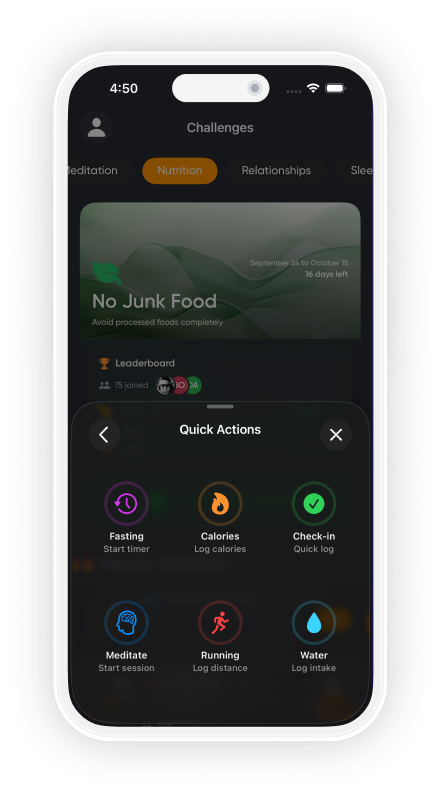 4:50
Challenges
Meditation Nutrition Relationships Slee
September 24 to October 15
16 days left
No Junk Food
Avoid processed foods completely
Leaderboard
75 joined
DA
Quick Actions
Fasting Calories Check-in
Start timer Log calories Quick log
Meditate Running Water
Start session Log distance Log intake